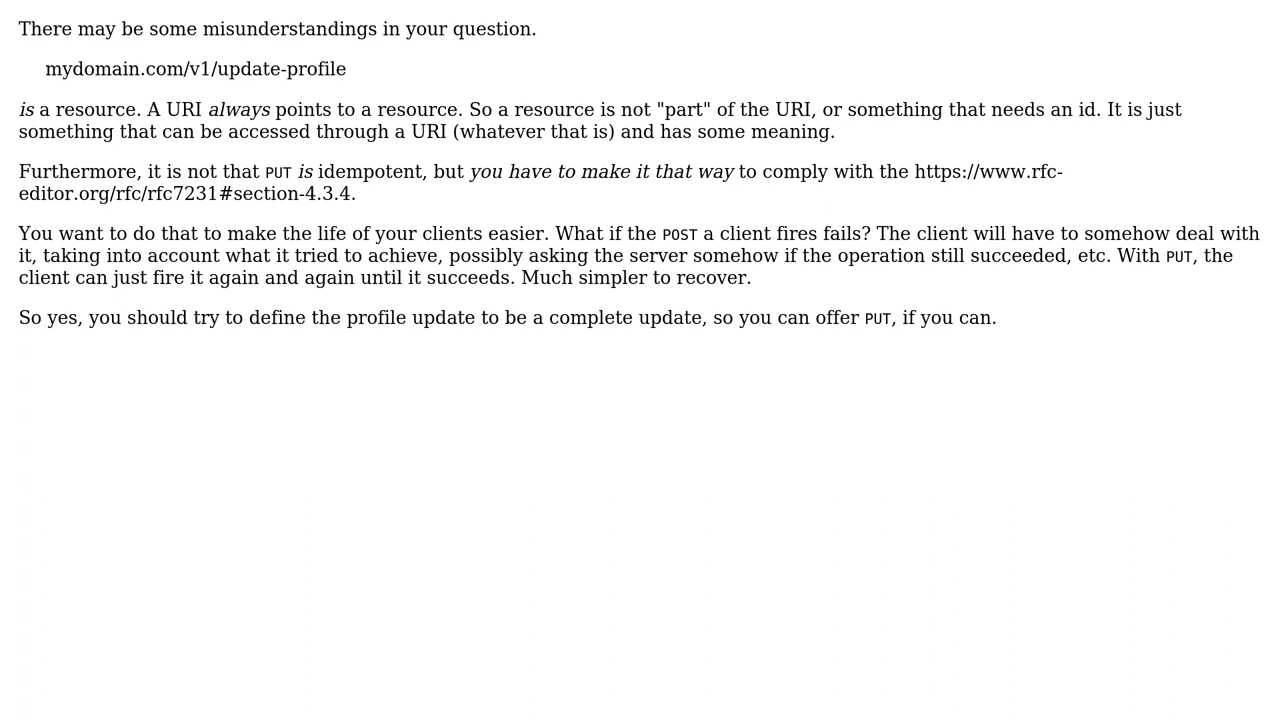 There may be some misunderstandings in your question.
mydomain.com/v1/update-profile
is a resource. A URI always points to a resource. So a resource is not "part" of the URI, or something that needs an id. It is just
something that can be accessed through a URI (whatever that is) and has some meaning.
Furthermore, it is not that PUT is idempotent, but you have to make it that way to comply with the https://www.rfc-
editor.org/rfc/rfc7231#section-4.3.4.
You want to do that to make the life of your clients easier. What if the POST a client fires fails? The client will have to somehow deal with
it, taking into account what it tried to achieve, possibly asking the server somehow if the operation still succeeded, etc. With PUT, the
client can just fire it again and again until it succeeds. Much simpler to recover.
So yes, you should try to define the profile update to be a complete update, so you can offer PUT, if you can.